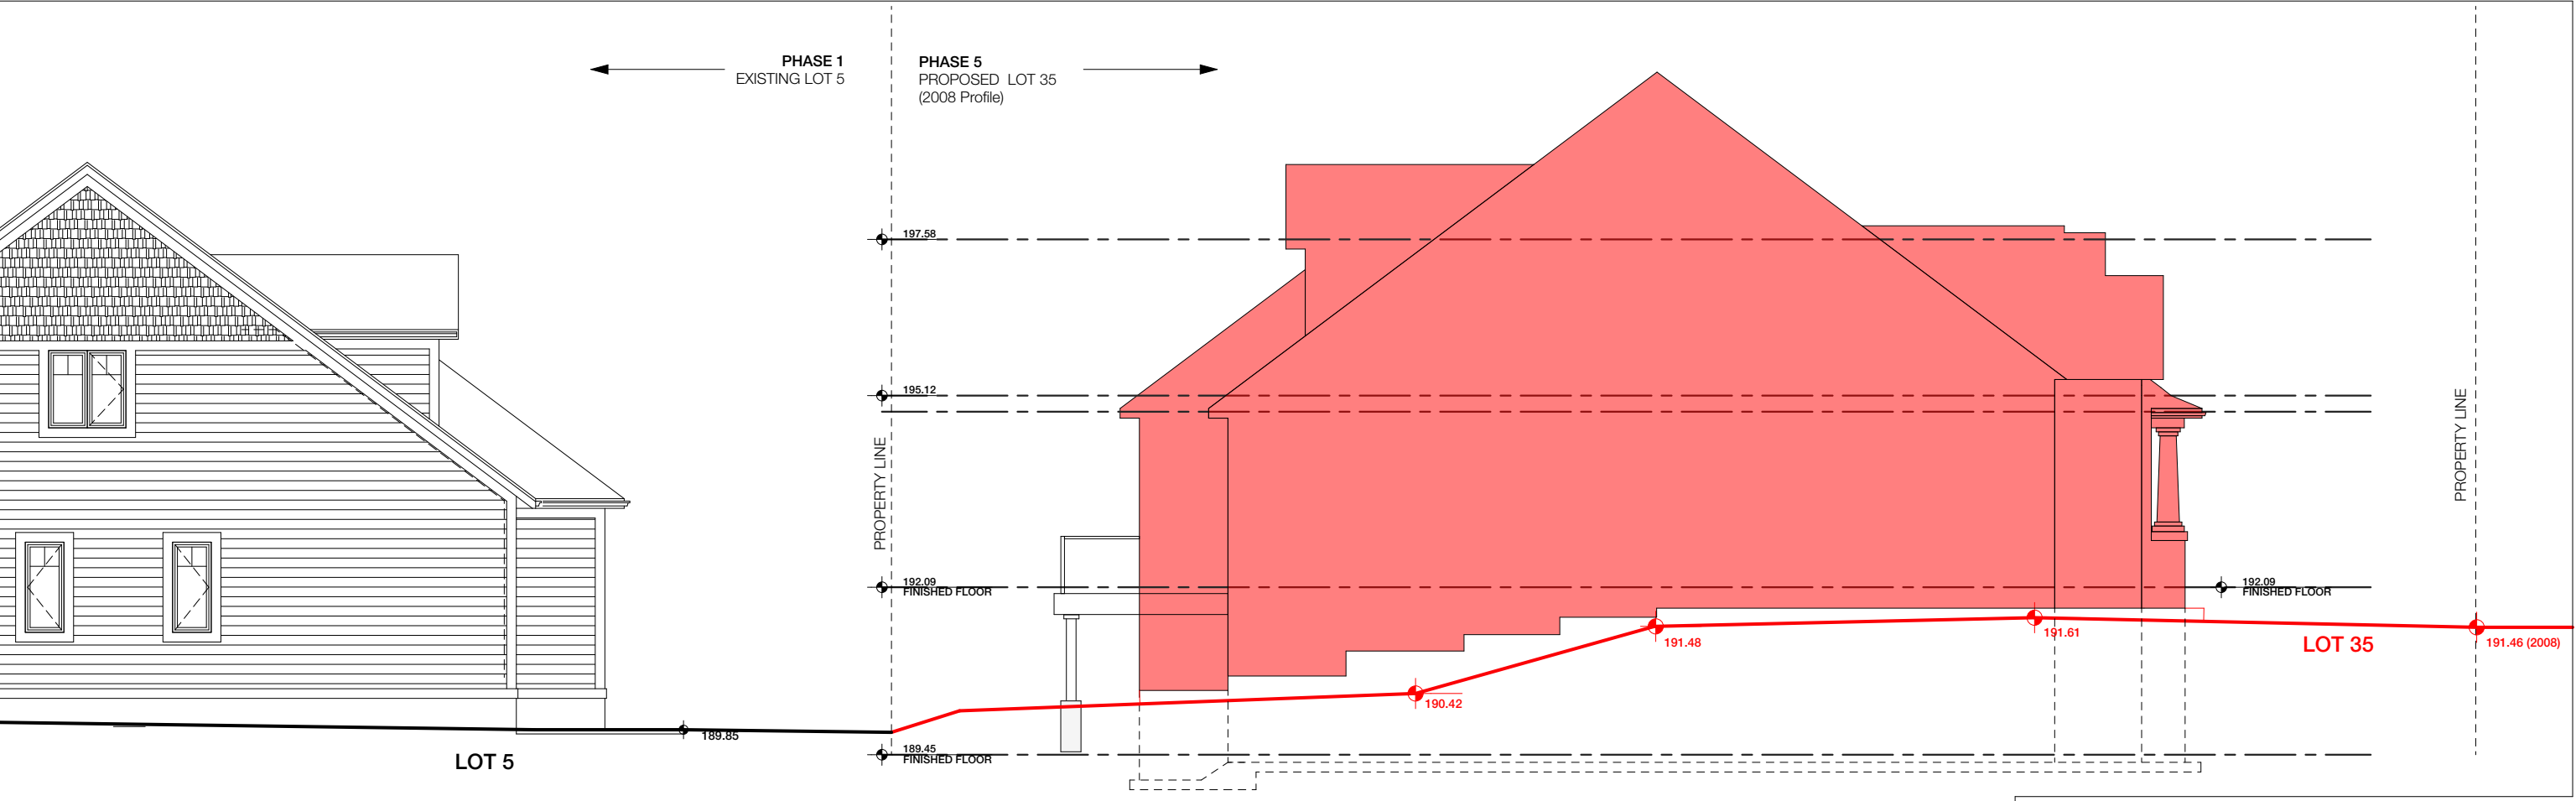 PHASE 1
EXISTING LOT 5
PHASE 5
PROPOSED LOT 35
(2008 Profile)
197.58
195.12
PROPERTY LINE
PROPERTY LINE
192.09
FINISHED FLOOR
192.09
FINISHED FLOOR
191.48
191.61
LOT 35
191.46 (2008)
190.42
189.85
LOT 5
189.45
FINISHED FLOOR